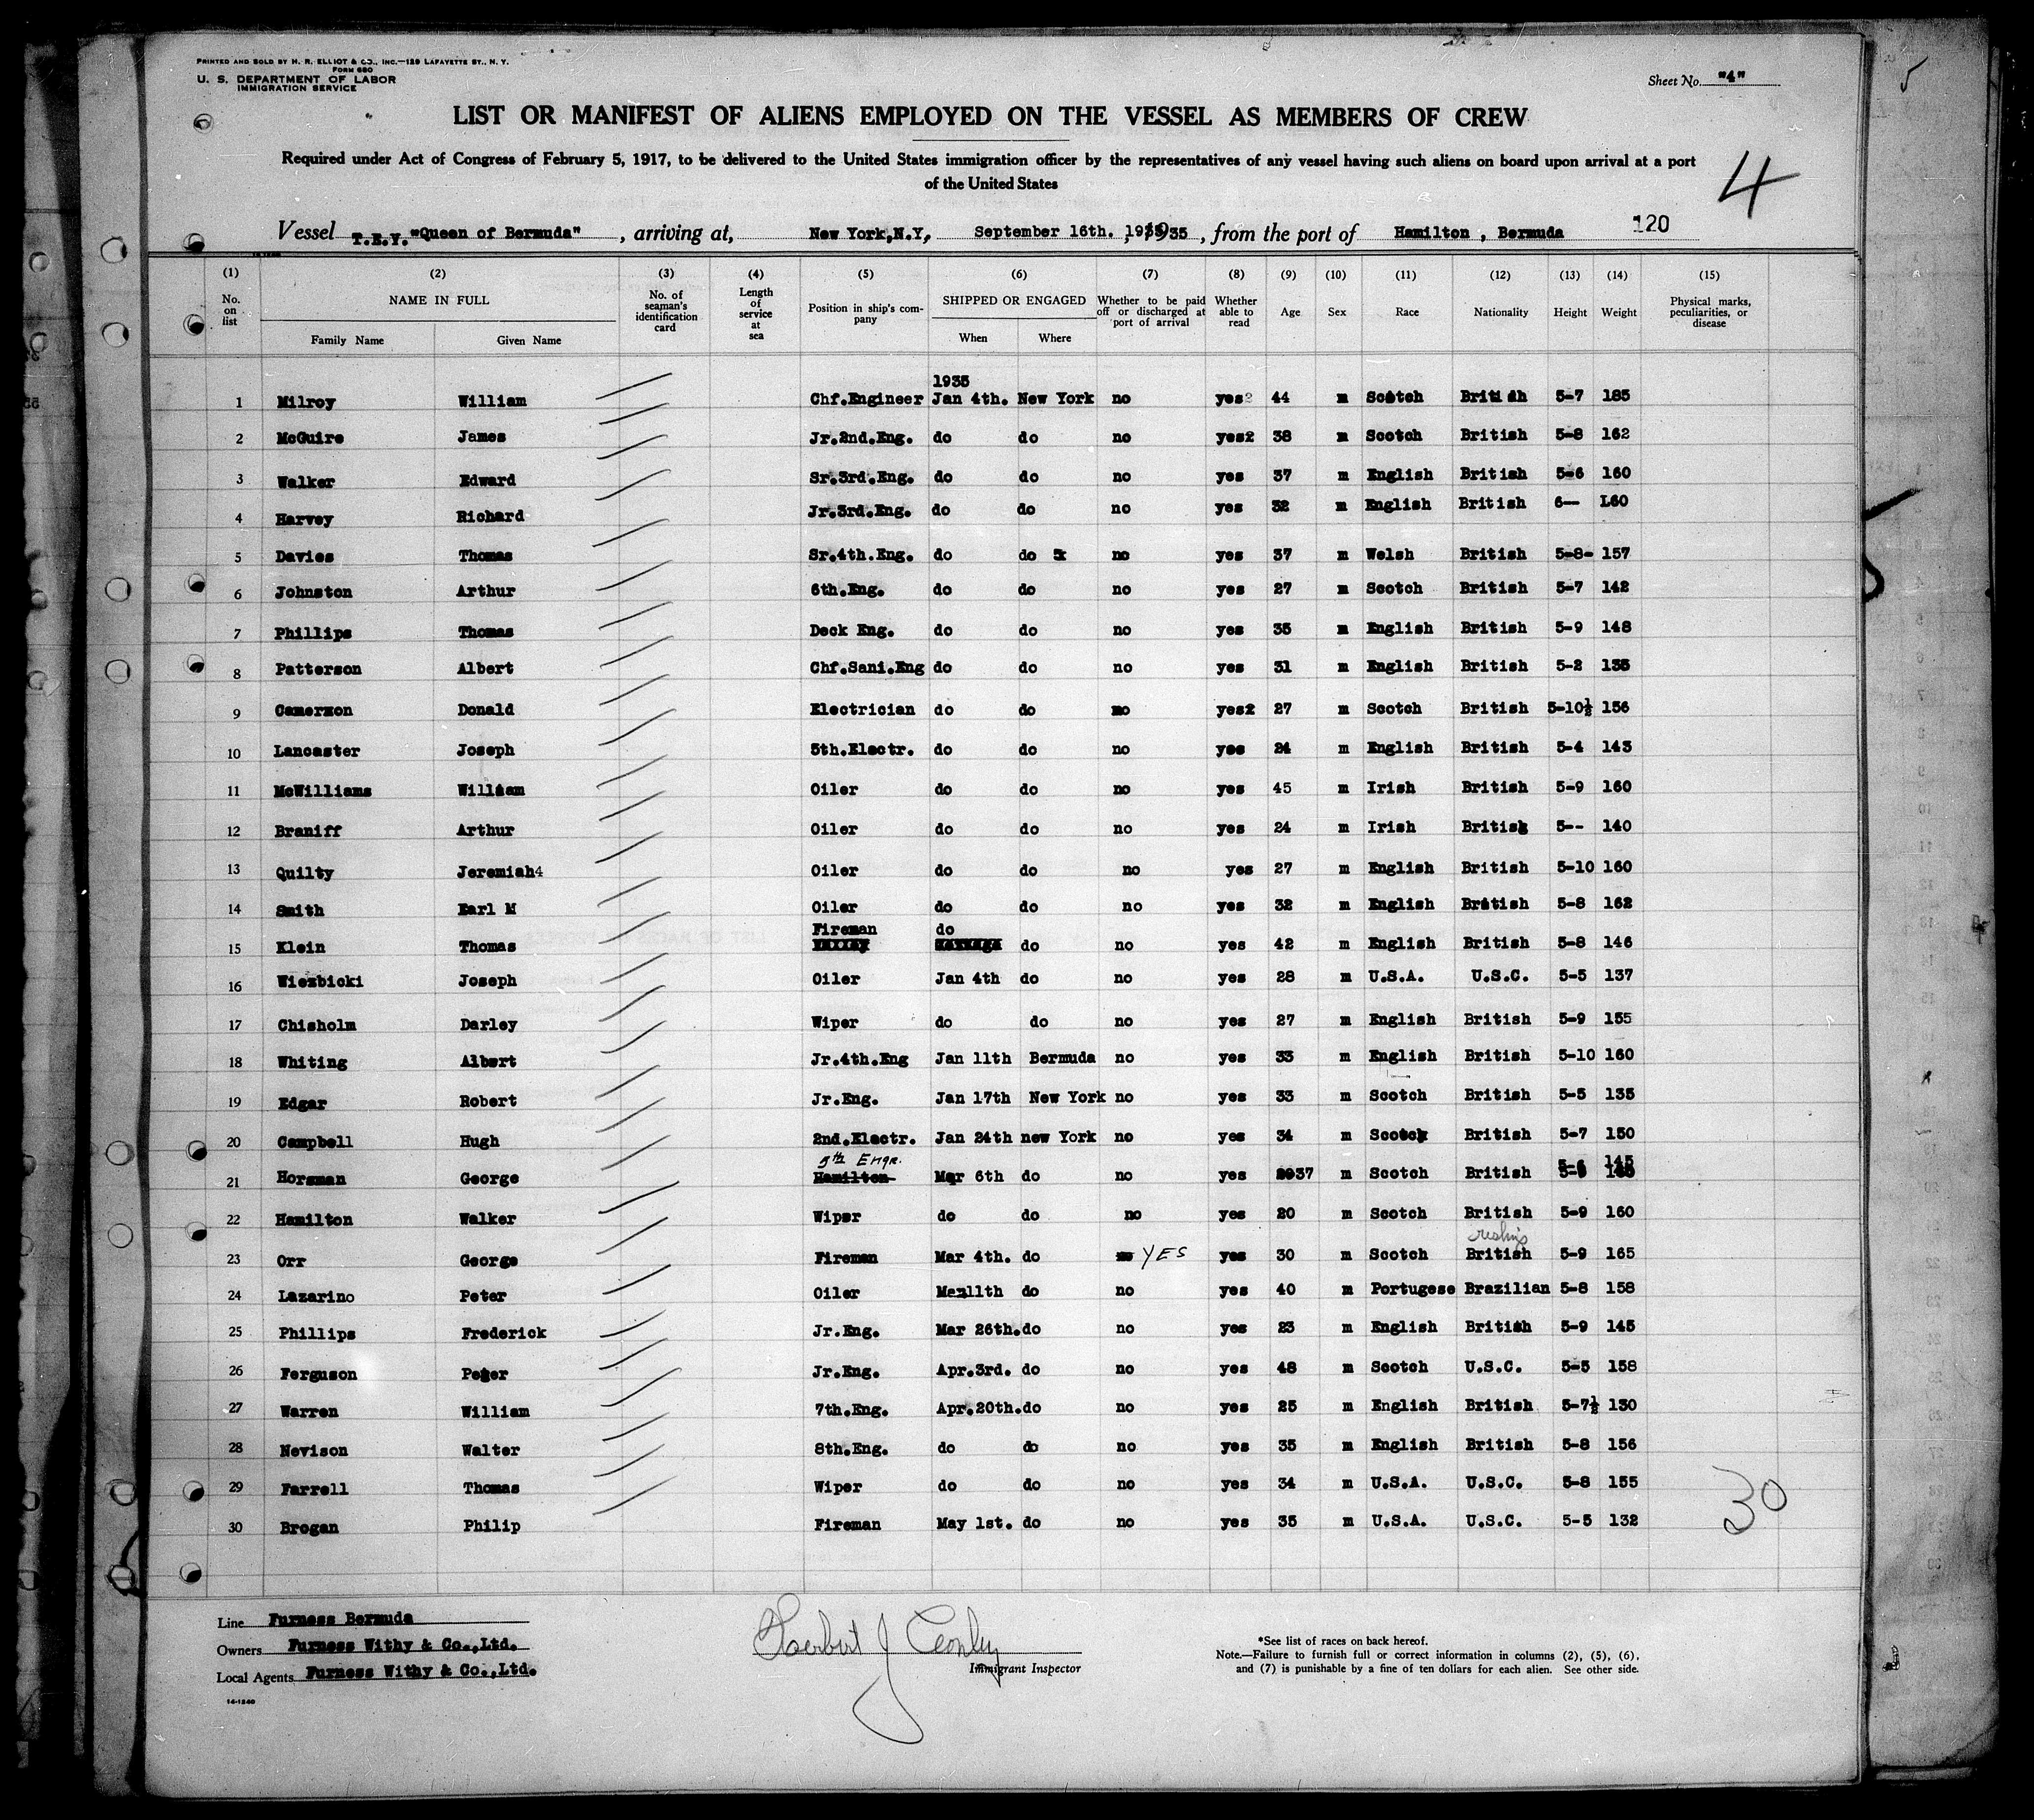 PRINTED AND SOLD BY H. R. ELLIOT & CO., INC.—129 LAFAYETTE ST., N. Y.
FORM 680
U. S. DEPARTMENT OF LABOR
IMMIGRATION SERVICE
Sheet No. "4"
5
LIST OR MANIFEST OF ALIENS EMPLOYED ON THE VESSEL AS MEMBERS OF CREW
Required under Act of Congress of February 5, 1917, to be delivered to the United States immigration officer by the representatives of any vessel having such aliens on board upon arrival at a port
of the United States
4
Vessel T.E.V."Queen of Bermuda" , arriving at, New York,N.Y, September 16th. 1935 , from the port of Hamilton , Bermuda 120
(1) (2) (3) (4) (5) (6) (7) (8) (9) (10) (11) (12) (13) (14) (15)
No. on list NAME IN FULL Family Name Given Name No. of seaman's identification card Length of service at sea Position in ship's company SHIPPED OR ENGAGED When Where Whether to be paid off or discharged at port of arrival Whether able to read Age Sex Race Nationality Height Weight Physical marks, peculiarities, or disease
1935
1 Milroy William Chf.Engineer Jan 4th. New York no yes 44 m Scotch British 5-7 185
2 McGuire James Jr.2nd.Eng. do do no yes 38 m Scotch British 5-8 162
3 Walker Edward Sr.3rd.Eng. do do no yes 37 m English British 5-6 160
4 Harvey Richard Jr.3rd.Eng. do do no yes 32 m English British 6-- L60
5 Davies Thomas Sr.4th.Eng. do do no yes 37 m Welsh British 5-8- 157
6 Johnston Arthur 6th.Eng. do do no yes 27 m Scotch British 5-7 142
7 Phillips Thomas Deck Eng. do do no yes 35 m English British 5-9 148
8 Patterson Albert Chf.Sani.Eng do do no yes 31 m English British 5-2 135
9 Camermon Donald Electrician do do no yes 27 m Scotch British 5-10½ 156
10 Lancaster Joseph 5th.Electr. do do no yes 24 m English British 5-4 143
11 McWilliams William Oiler do do no yes 45 m Irish British 5-9 160
12 Braniff Arthur Oiler do do no yes 24 m Irish British 5-- 140
13 Quilty Jeremiah4 Oiler do do no yes 27 m English British 5-10 160
14 Smith Earl M Oiler do do no yes 32 m English British 5-8 162
Fireman do
15 Klein Thomas do no yes 42 m English British 5-8 146
16 Wiezbicki Joseph Oiler Jan 4th do no yes 28 m U.S.A. U.S.C. 5-5 137
17 Chisholm Darley Wiper do do no yes 27 m English British 5-9 155
18 Whiting Albert Jr.4th.Eng Jan 11th Bermuda no yes 33 m English British 5-10 160
19 Edgar Robert Jr.Eng. Jan 17th New York no yes 33 m Scotch British 5-5 135
20 Campbell Hugh 2nd.Electr. Jan 24th new York no yes 34 m Scotch British 5-7 150
5th Engr. 5-6 145
21 Horsman George Hamilton Mar 6th do no yes 37 m Scotch British
22 Hamilton Walker Wiper do do no yes 20 m Scotch British 5-9 160
23 Orr George Fireman Mar 4th. do no YES yes 30 m Scotch British 5-9 165
24 Lazarino Peter Oiler Mar11th do no yes 40 m Portugese Brazilian 5-8 158
25 Phillips Frederick Jr.Eng. Mar 26th.do no yes 23 m English British 5-9 145
26 Ferguson Peter Jr.Eng. Apr.3rd. do no yes 48 m Scotch U.S.C. 5-5 158
27 Warren William 7th.Eng. Apr.20th.do no yes 25 m English British 5-7½ 130
28 Nevison Walter 8th.Eng. do do no yes 35 m English British 5-8 156
29 Farrell Thomas Wiper do do no yes 34 m U.S.A. U.S.C. 5-8 155
30 Brogan Philip Fireman May 1st. do no yes 35 m U.S.A. U.S.C. 5-5 132
30
Line Furness Bermuda
Owners Furness Withy & Co.,Ltd.
Local Agents Furness Withy & Co.,Ltd.
14-1240
Herbert J Conley
Immigrant Inspector
*See list of races on back hereof.
Note.—Failure to furnish full or correct information in columns (2), (5), (6),
and (7) is punishable by a fine of ten dollars for each alien. See other side.